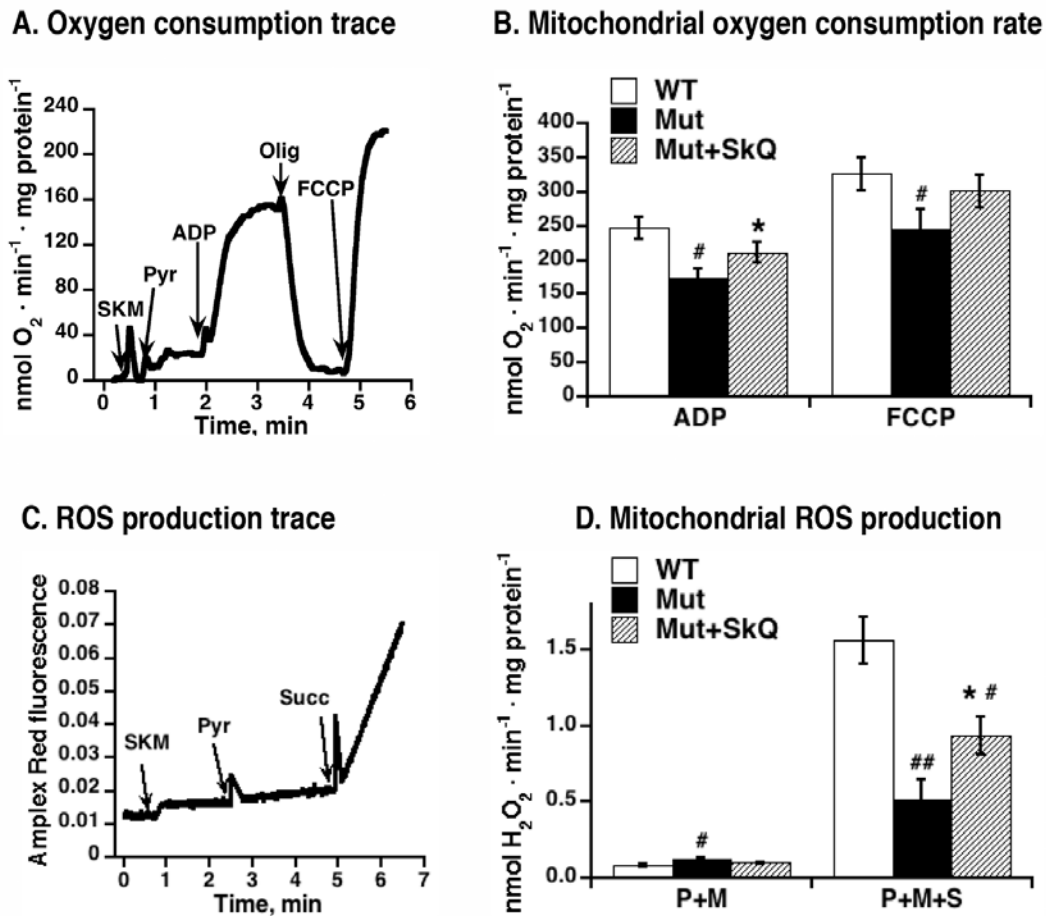 A. Oxygen consumption trace
nmol O₂ · min⁻¹ · mg protein⁻¹
240
200
160
120
80
40
0
SKM
Pyr
ADP
Olig
FCCP
0 1 2 3 4 5 6
Time, min
B. Mitochondrial oxygen consumption rate
WT
Mut
Mut+SkQ
nmol O₂ · min⁻¹ · mg protein⁻¹
400
350
300
250
200
150
100
50
0
# * #
ADP FCCP
C. ROS production trace
Amplex Red fluorescence
0.08
0.07
0.06
0.05
0.04
0.03
0.02
0.01
0
SKM
Pyr
Succ
0 1 2 3 4 5 6 7
Time, min
D. Mitochondrial ROS production
WT
Mut
Mut+SkQ
nmol H₂O₂ · min⁻¹ · mg protein⁻¹
1.5
1.0
0.5
0.0
# ## * #
P+M P+M+S